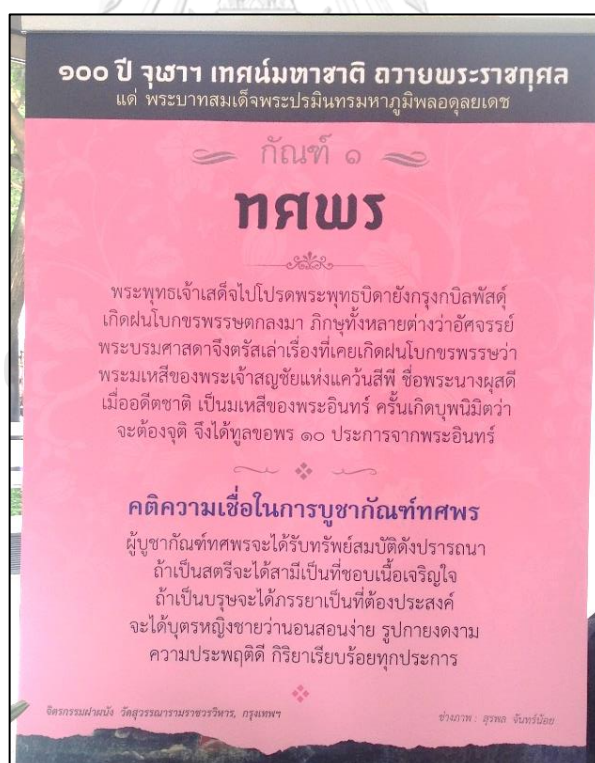 ๑๐๐ ปี จุฬาฯ เทศน์มหาชาติ ถวายพระราชกุศล
แด่ พระบาทสมเด็จพระปรมินทรมหาภูมิพลอดุลยเดช
กัณฑ์ ๑
ทศพร
พระพุทธเจ้าเสด็จไปโปรดพระพุทธบิดายังกรุงกบิลพัสดุ์
เกิดฝนโบกขรพรรษตกลงมา ภิกษุทั้งหลายต่างว่าอัศจรรย์
พระบรมศาสดาจึงตรัสเล่าเรื่องที่เคยเกิดฝนโบกขรพรรษว่า
พระมเหสีของพระเจ้าสญชัยแห่งแคว้นสีพี ชื่อพระนางผุสดี
เมื่ออดีตชาติ เป็นมเหสีของพระอินทร์ ครั้นเกิดบุพนิมิตว่า
จะต้องจุติ จึงได้ทูลขอพร ๑๐ ประการจากพระอินทร์
คติความเชื่อในการบูชากัณฑ์ทศพร
ผู้บูชากัณฑ์ทศพรจะได้รับทรัพย์สมบัติดังปรารถนา
ถ้าเป็นสตรีจะได้สามีเป็นที่ชอบเนื้อเจริญใจ
ถ้าเป็นบุรุษจะได้ภรรยาเป็นที่ต้องประสงค์
จะได้บุตรหญิงชายว่านอนสอนง่าย รูปกายงดงาม
ความประพฤติดี กิริยาเรียบร้อยทุกประการ
จิตรกรรมฝาผนัง วัดสุวรรณารามราชวรวิหาร, กรุงเทพฯ
ช่างภาพ : สุรพล จันทร์น้อย